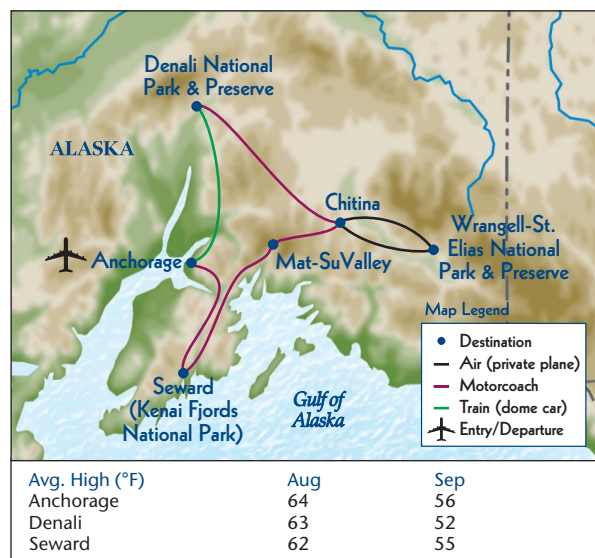 Denali National
Park & Preserve
ALASKA
Chitina
Wrangell-St.
Elias National
Park & Preserve
Anchorage
Mat-SuValley
Map Legend
Destination
Air (private plane)
Motorcoach
Train (dome car)
Entry/Departure
Seward
(Kenai Fjords
National Park)
Gulf of
Alaska
Avg. High (°F) Aug Sep
Anchorage 64 56
Denali 63 52
Seward 62 55